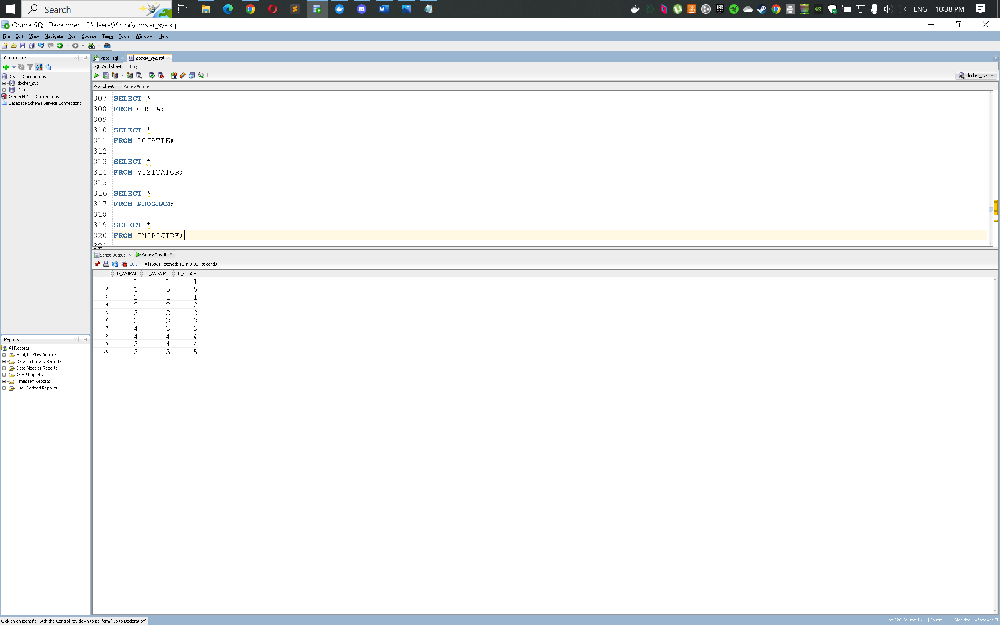 Search
ENG 10:38 PM
Oracle SQL Developer : C:\Users\Victor\docker_sys.sql
File Edit View Navigate Run Source Team Tools Window Help
Connections
Oracle Connections
docker_sys
Victor
Oracle NoSQL Connections
Database Schema Service Connections
Victor.sql docker_sys.sql
SQL Worksheet History
docker_sys
Worksheet Query Builder
307 SELECT *
308 FROM CUSCA;
309
310 SELECT *
311 FROM LOCATIE;
312
313 SELECT *
314 FROM VIZITATOR;
315
316 SELECT *
317 FROM PROGRAM;
318
319 SELECT *
320 FROM INGRIJIRE;
321
Script Output Query Result
SQL All Rows Fetched: 10 in 0.004 seconds
ID_ANIMAL ID_ANGAJAT ID_CUSCA
1 1 1 1
2 1 5 5
3 2 1 1
4 2 2 2
5 3 2 2
6 3 3 3
7 4 3 3
8 4 4 4
9 5 4 4
10 5 5 5
Reports
All Reports
Analytic View Reports
Data Dictionary Reports
Data Modeler Reports
OLAP Reports
TimesTen Reports
User Defined Reports
Click on an identifier with the Control key down to perform "Go to Declaration"
Line 320 Column 16 Insert Modified Windows: